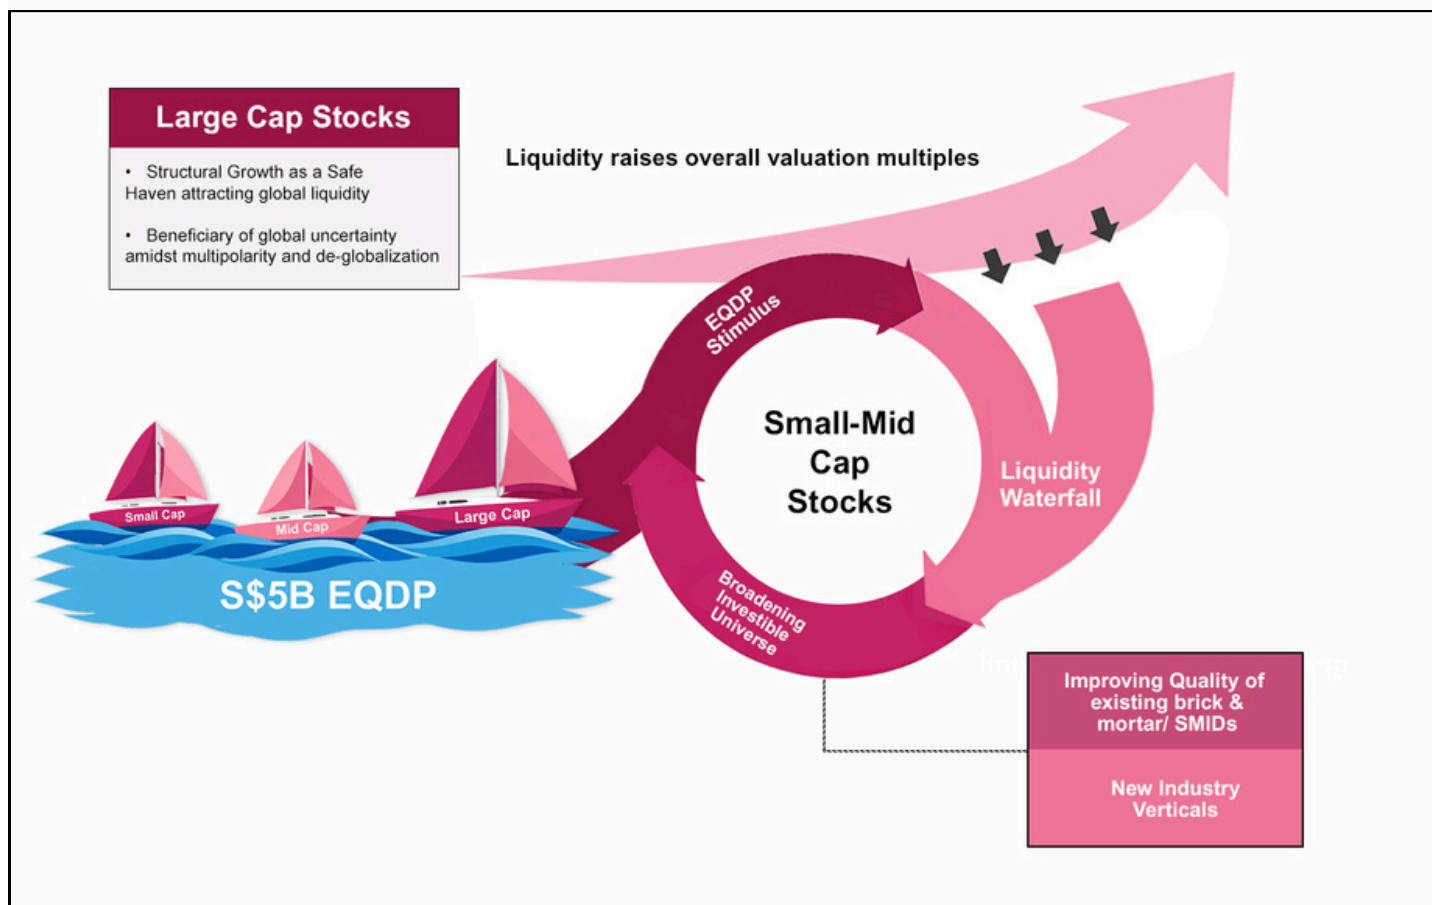 Large Cap Stocks
• Structural Growth as a Safe
Haven attracting global liquidity
• Beneficiary of global uncertainty
amidst multipolarity and de-globalization
Liquidity raises overall valuation multiples
EQDP
Stimulus
Small-Mid
Cap
Stocks
Liquidity
Waterfall
Small Cap
Mid Cap
Large Cap
S$5B EQDP
Broadening
Investible
Universe
Improving Quality of
existing brick &
mortar/ SMIDs
New Industry
Verticals